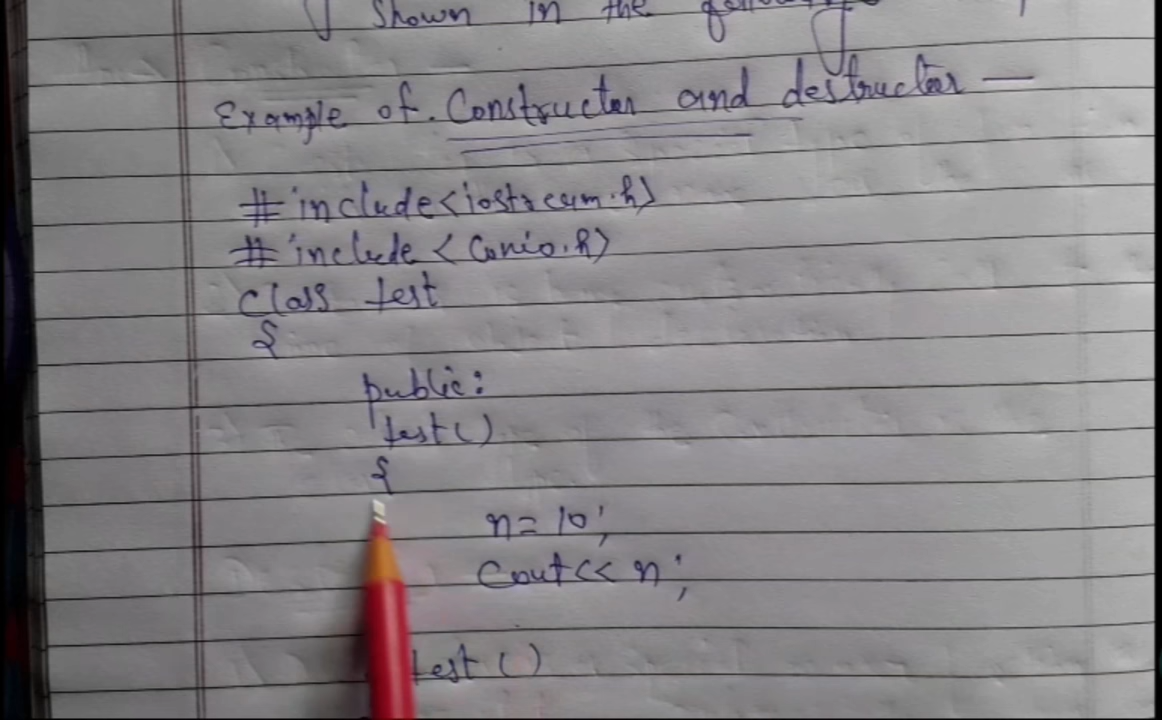 Shown in the
Example of. Constructor and destructor —
#include<iostream.h>
#include <Conio.h>
Class test
{
public:
test()
{
n=10;
Cout<< n;
test()